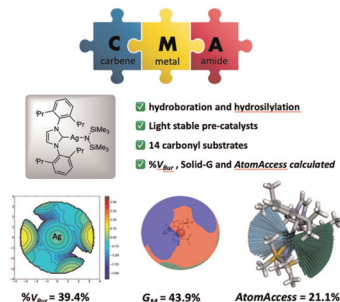 C M A
carbene metal amide
iPr iPr
N
Ag—N
SiMe3
SiMe3
N
iPr iPr
hydroboration and hydrosilylation
Light stable pre-catalysts
14 carbonyl substrates
%VBur , Solid-G and AtomAccess calculated
Ag
%VBur = 39.4% GM = 43.9% AtomAccess = 21.1%